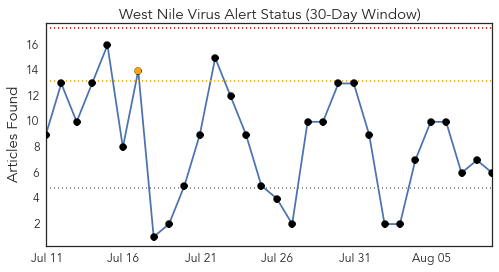 West Nile Virus Alert Status (30-Day Window)
Articles Found
16
14
12
10
8
6
4
2
Jul 11 Jul 16 Jul 21 Jul 26 Jul 31 Aug 05